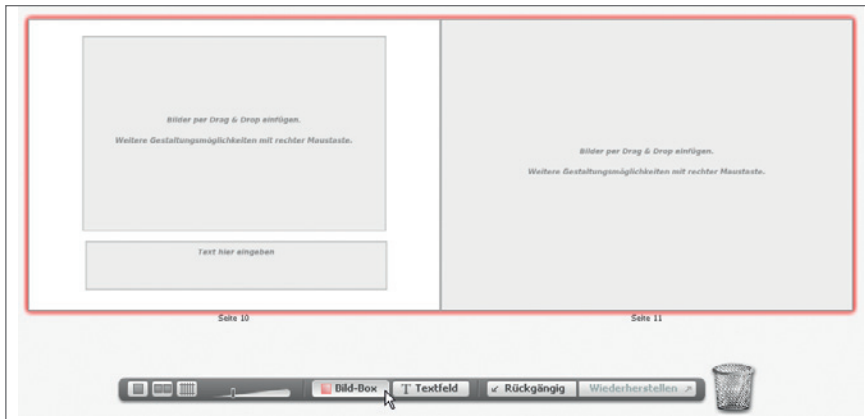 Bilder per Drag & Drop einfügen.
Weitere Gestaltungsmöglichkeiten mit rechter Maustaste.
Text hier eingeben
Bilder per Drag & Drop einfügen.
Weitere Gestaltungsmöglichkeiten mit rechter Maustaste.
Seite 10
Seite 11
Bild-Box T Textfeld Rückgängig Wiederherstellen